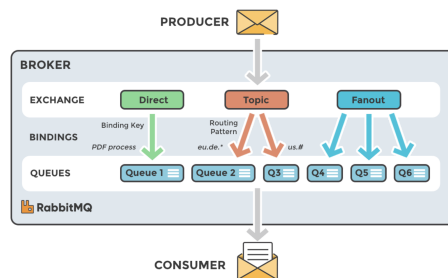 PRODUCER
BROKER
EXCHANGE
Direct
Topic
Fanout
BINDINGS
Binding Key
PDF process
Routing
Pattern
eu.de.*
us.#
QUEUES
Queue 1
Queue 2
Q3
Q4
Q5
Q6
RabbitMQ
CONSUMER